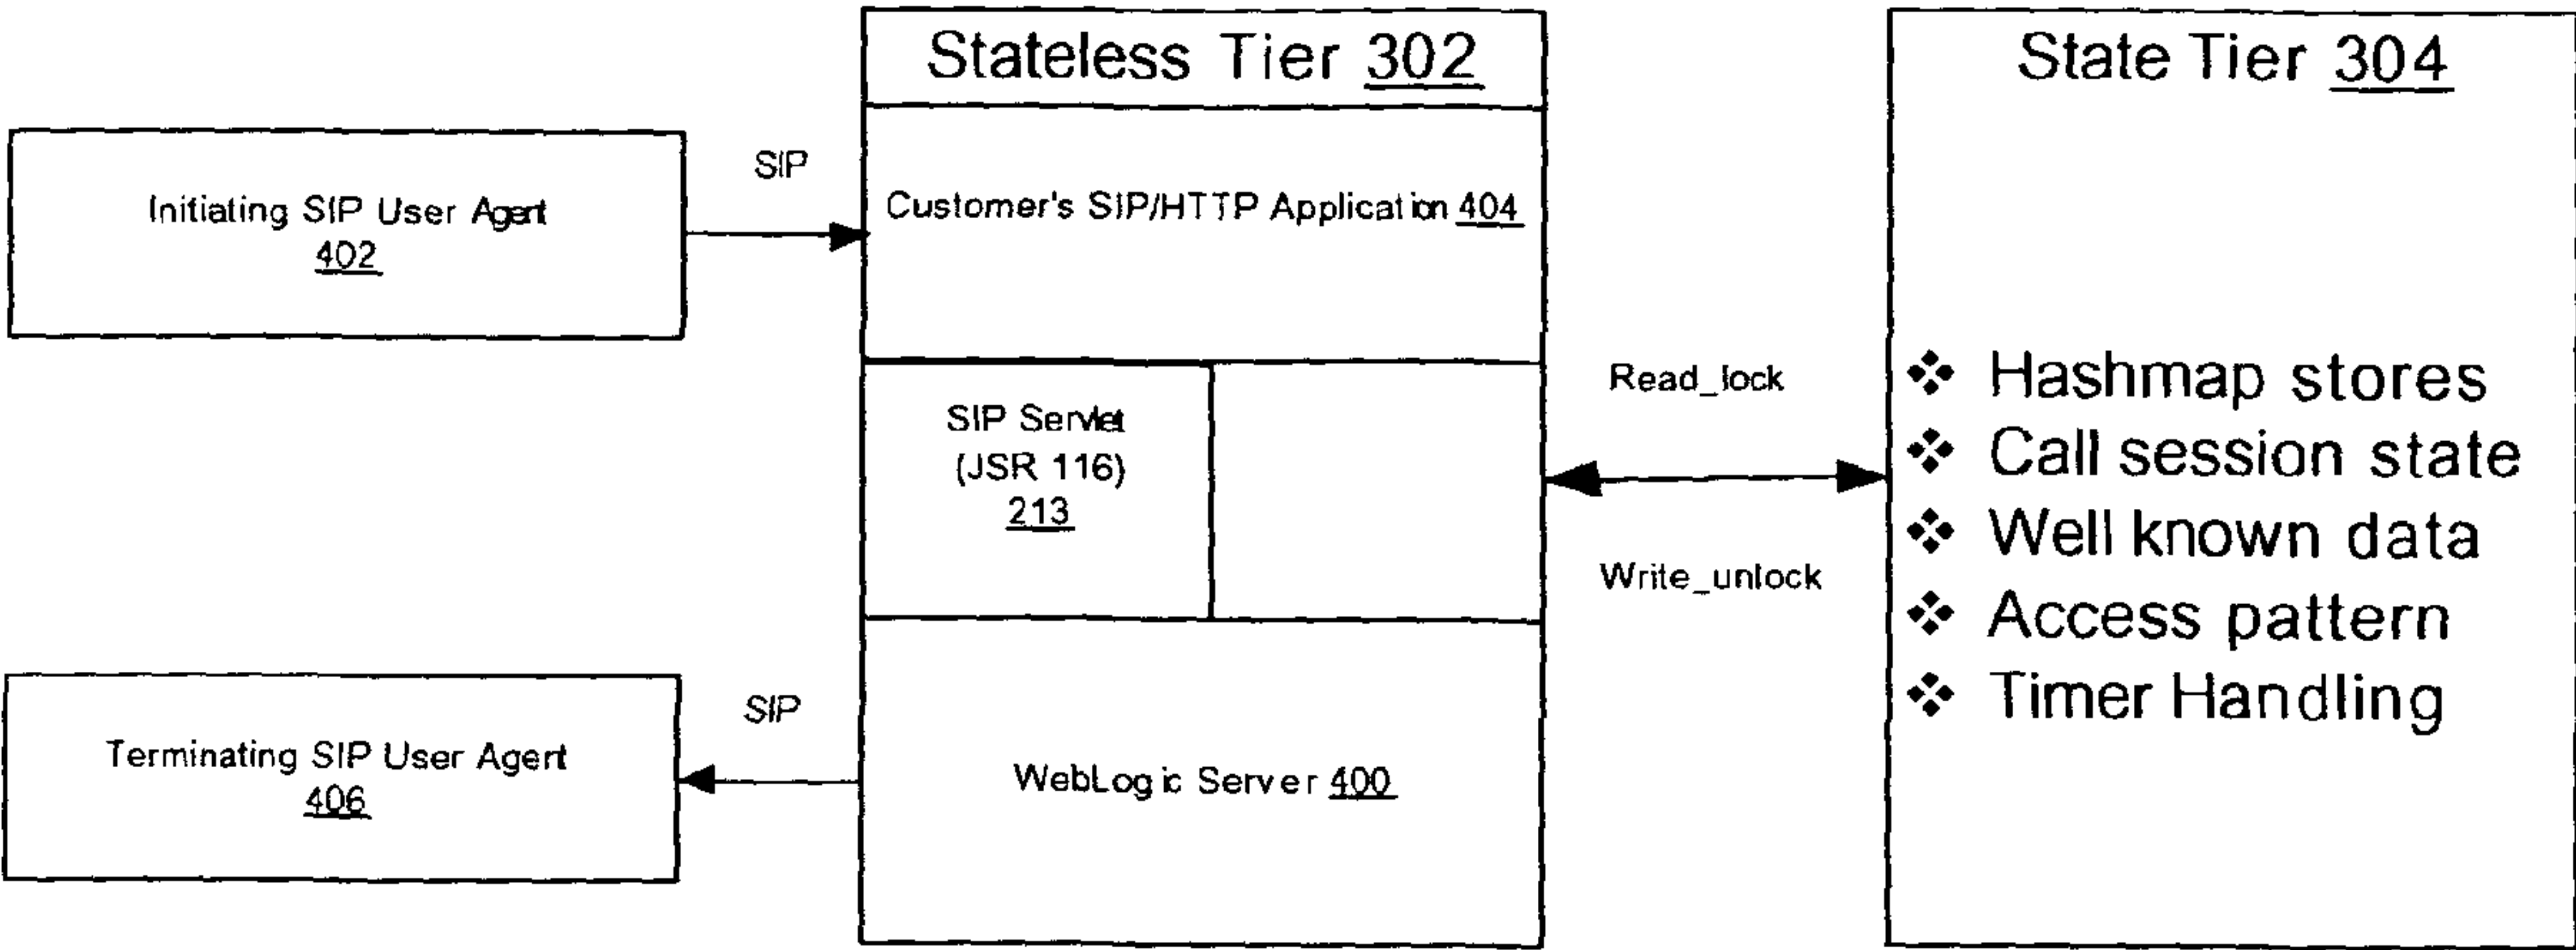 Stateless Tier 302
State Tier 304
Initiating SIP User Agent
402
SIP
Customer's SIP/HTTP Application 404
SIP Servlet
(JSR 116)
213
Read_lock
Write_unlock
❖ Hashmap stores
❖ Call session state
❖ Well known data
❖ Access pattern
❖ Timer Handling
Terminating SIP User Agent
406
SIP
WebLogic Server 400